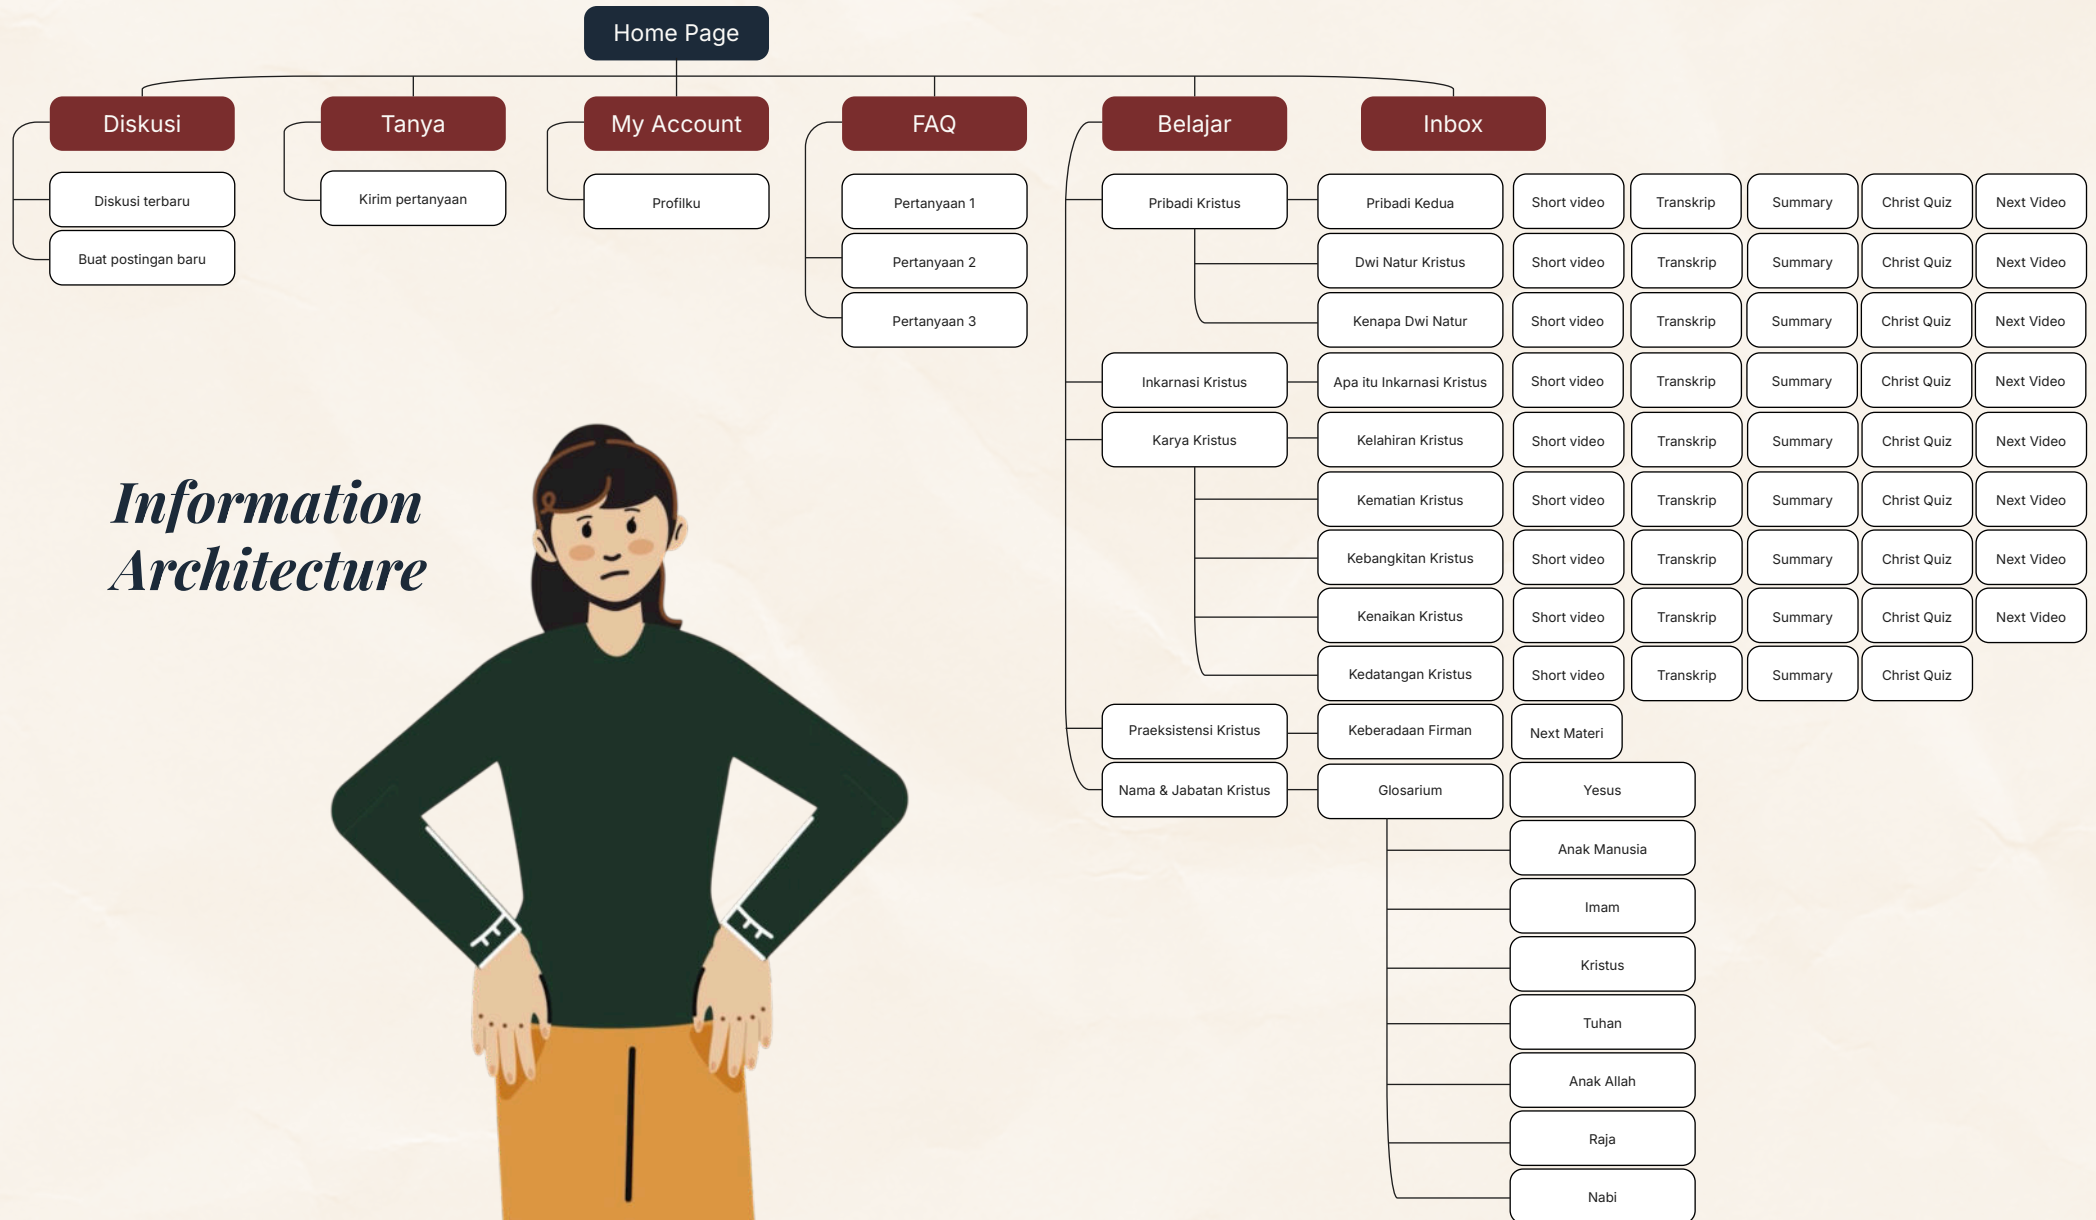 Home Page
Diskusi
Tanya
My Account
FAQ
Belajar
Inbox
Diskusi terbaru
Buat postingan baru
Kirim pertanyaan
Profilku
Pertanyaan 1
Pertanyaan 2
Pertanyaan 3
Pribadi Kristus
Pribadi Kedua
Short video
Transkrip
Summary
Christ Quiz
Next Video
Dwi Natur Kristus
Short video
Transkrip
Summary
Christ Quiz
Next Video
Kenapa Dwi Natur
Short video
Transkrip
Summary
Christ Quiz
Next Video
Inkarnasi Kristus
Apa itu Inkarnasi Kristus
Short video
Transkrip
Summary
Christ Quiz
Next Video
Karya Kristus
Kelahiran Kristus
Short video
Transkrip
Summary
Christ Quiz
Next Video
Kematian Kristus
Short video
Transkrip
Summary
Christ Quiz
Next Video
Kebangkitan Kristus
Short video
Transkrip
Summary
Christ Quiz
Next Video
Kenaikan Kristus
Short video
Transkrip
Summary
Christ Quiz
Next Video
Kedatangan Kristus
Short video
Transkrip
Summary
Christ Quiz
Praeksistensi Kristus
Keberadaan Firman
Next Materi
Nama & Jabatan Kristus
Glosarium
Yesus
Anak Manusia
Imam
Kristus
Tuhan
Anak Allah
Raja
Nabi
Information
Architecture